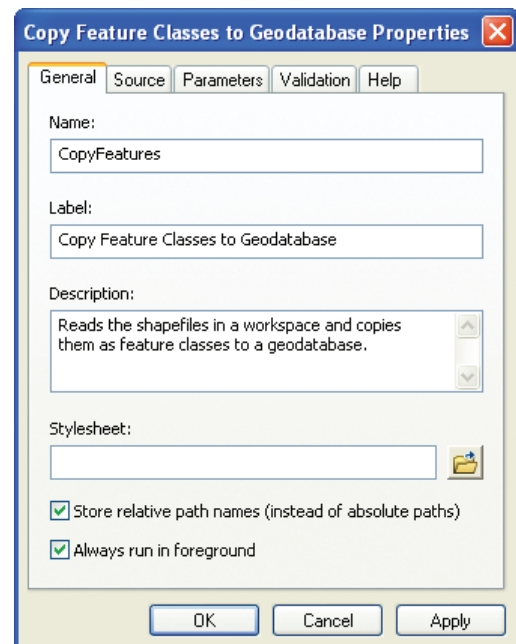 Copy Feature Classes to Geodatabase Properties
General Source Parameters Validation Help
Name:
CopyFeatures
Label:
Copy Feature Classes to Geodatabase
Description:
Reads the shapefiles in a workspace and copies
them as feature classes to a geodatabase.
Stylesheet:
Store relative path names (instead of absolute paths)
Always run in foreground
OK Cancel Apply